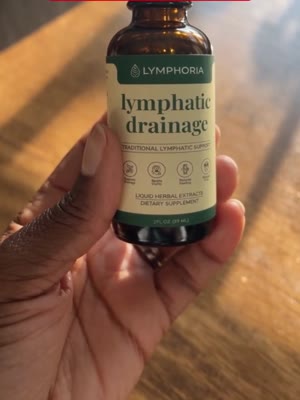 LYMPHORIA
lymphatic
drainage
TRADITIONAL LYMPHATIC SUPPORT
LIQUID HERBAL EXTRACTS
DIETARY SUPPLEMENT